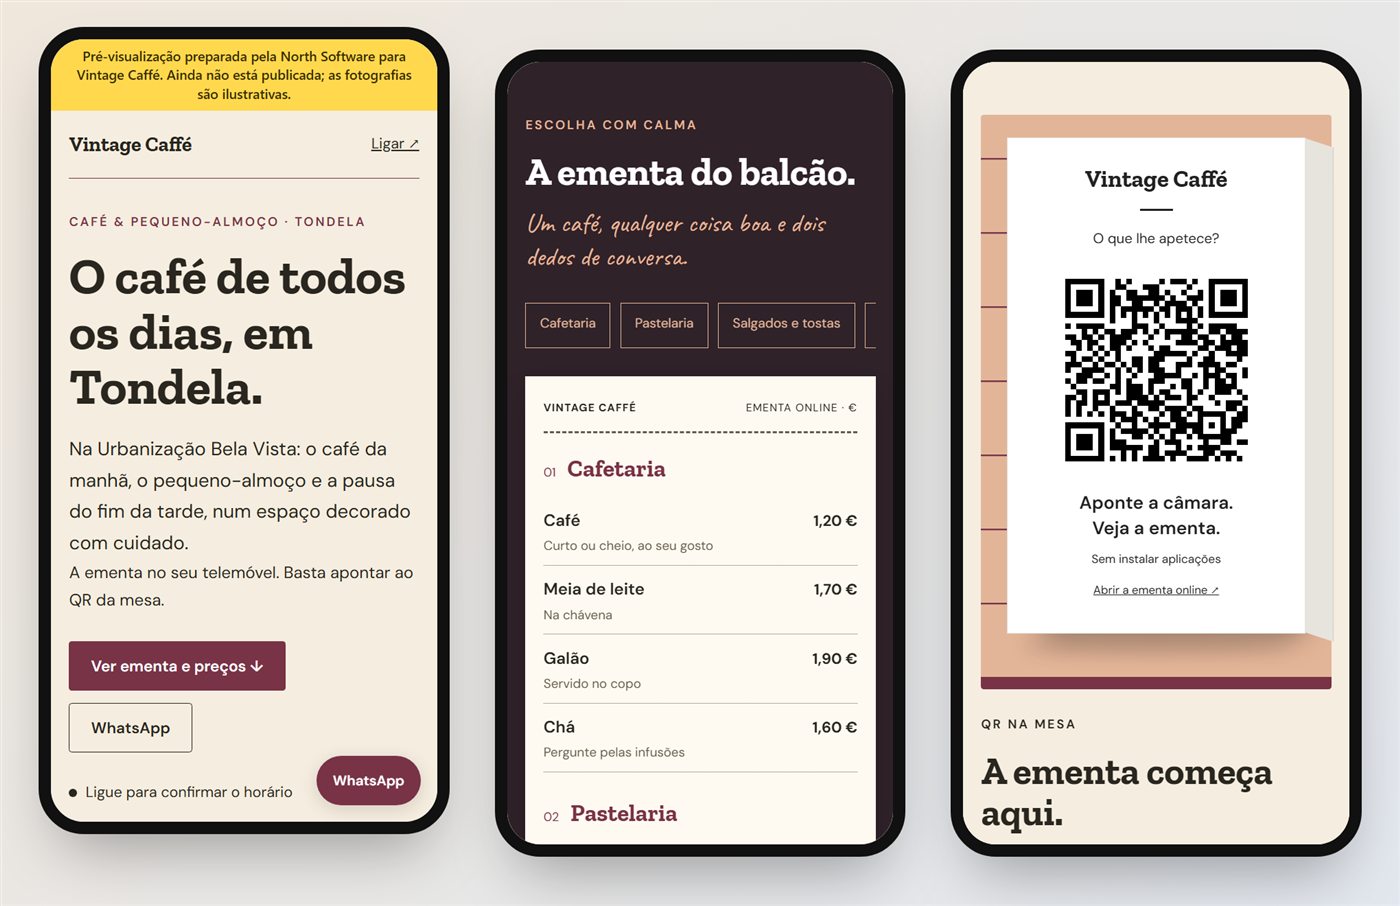 Pré-visualização preparada pela North Software para
Vintage Caffé. Ainda não está publicada; as fotografias
são ilustrativas.
Vintage Caffé
Ligar ↗
CAFÉ & PEQUENO-ALMOÇO · TONDELA
O café de todos
os dias, em
Tondela.
Na Urbanização Bela Vista: o café da
manhã, o pequeno-almoço e a pausa
do fim da tarde, num espaço decorado
com cuidado.
A ementa no seu telemóvel. Basta apontar ao
QR da mesa.
Ver ementa e preços ↓
WhatsApp
Ligue para confirmar o horário
WhatsApp
ESCOLHA COM CALMA
A ementa do balcão.
Um café, qualquer coisa boa e dois
dedos de conversa.
Cafetaria
Pastelaria
Salgados e tostas
VINTAGE CAFFÉ
EMENTA ONLINE · €
01 Cafetaria
Café 1,20 €
Curto ou cheio, ao seu gosto
Meia de leite 1,70 €
Na chávena
Galão 1,90 €
Servido no copo
Chá 1,60 €
Pergunte pelas infusões
02 Pastelaria
Vintage Caffé
O que lhe apetece?
Aponte a câmara.
Veja a ementa.
Sem instalar aplicações
Abrir a ementa online ↗
QR NA MESA
A ementa começa
aqui.